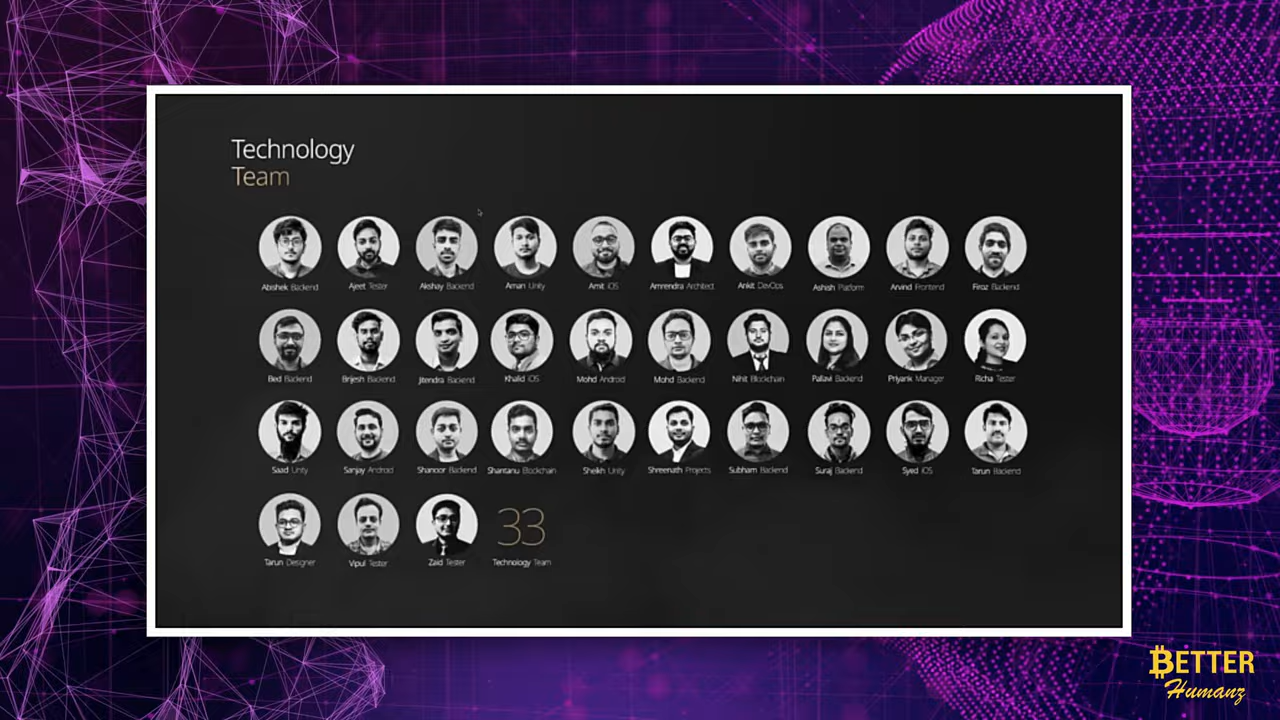 Technology
Team
Abishek Backend Ajeet Tester Akshay Backend Aman Unity Amit iOS Amrendra Architect Ankit DevOps Ashish Platform Arvind Frontend Firoz Backend
Bed Backend Brijesh Backend Jitendra Backend Khalid iOS Mohd Android Mohd Backend Nihit Blockchain Pallavi Backend Priyank Manager Richa Tester
Saad Unity Sanjay Android Shanoor Backend Shantanu Blockchain Sheikh Unity Shreenath Projects Subham Backend Suraj Backend Syed iOS Tarun Backend
33
Tarun Designer Vipul Tester Zaid Tester Technology Team
BETTER
Humanz